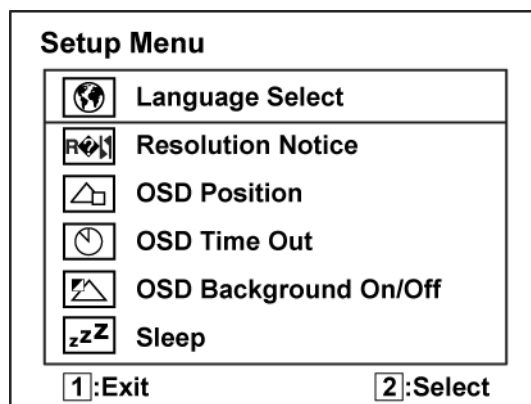 Setup Menu
Language Select
Resolution Notice
OSD Position
OSD Time Out
OSD Background On/Off
zzZ Sleep
1:Exit 2:Select